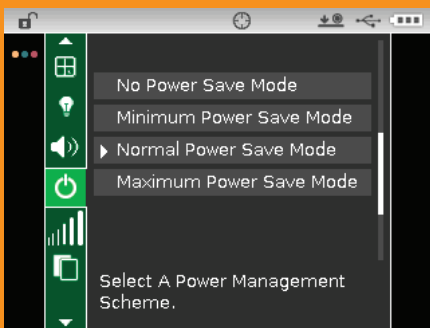 No Power Save Mode
Minimum Power Save Mode
Normal Power Save Mode
Maximum Power Save Mode
Select A Power Management
Scheme.